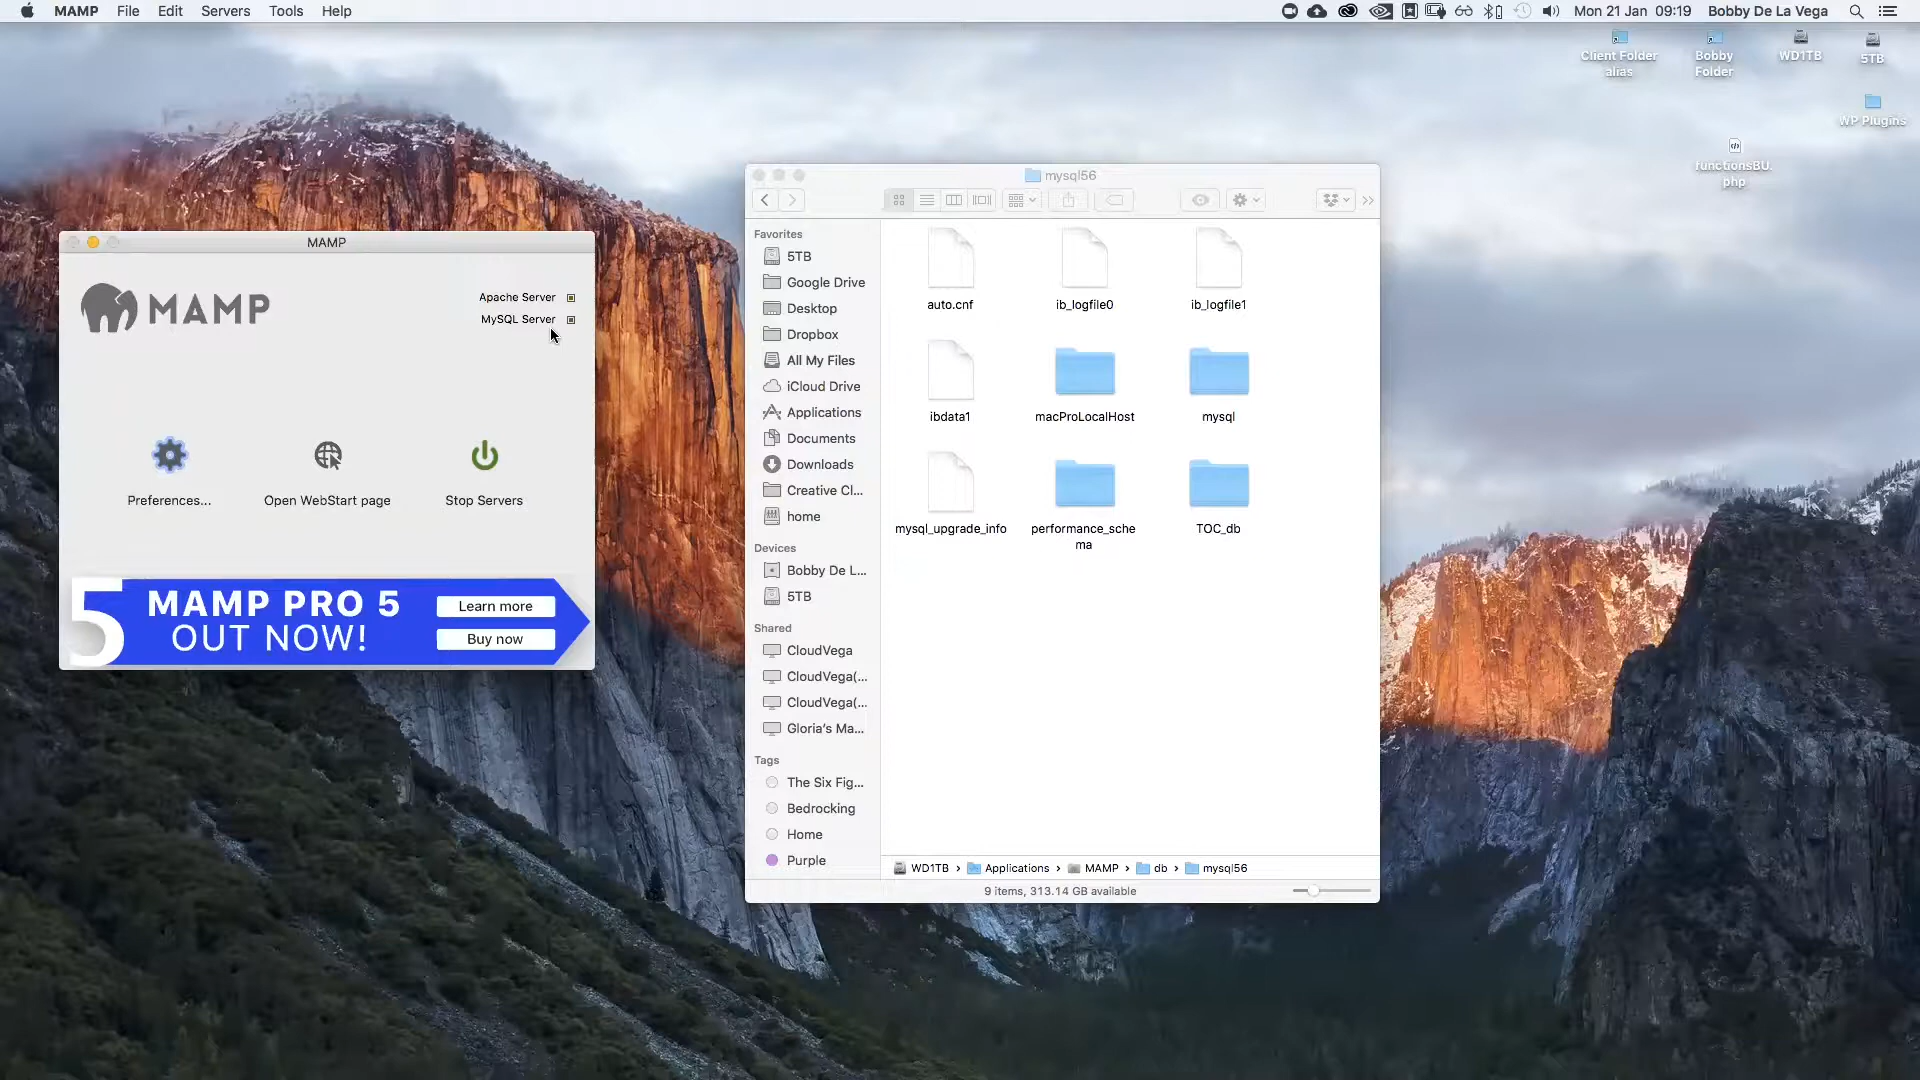 MAMP File Edit Servers Tools Help
Mon 21 Jan 09:19 Bobby De La Vega
Client Folder
alias
Bobby
Folder
WD1TB
5TB
WP Plugins
functionsBU.
php
MAMP
MAMP
Apache Server
MySQL Server
Preferences...
Open WebStart page
Stop Servers
5
MAMP PRO 5
OUT NOW!
Learn more
Buy now
mysql56
Favorites
5TB
Google Drive
Desktop
Dropbox
All My Files
iCloud Drive
Applications
Documents
Downloads
Creative Cl...
home
Devices
Bobby De L...
5TB
Shared
CloudVega
CloudVega(...
CloudVega(...
Gloria's Ma...
Tags
The Six Fig...
Bedrocking
Home
Purple
auto.cnf
ib_logfile0
ib_logfile1
ibdata1
macProLocalHost
mysql
mysql_upgrade_info
performance_sche
ma
TOC_db
WD1TB › Applications › MAMP › db › mysql56
9 items, 313.14 GB available